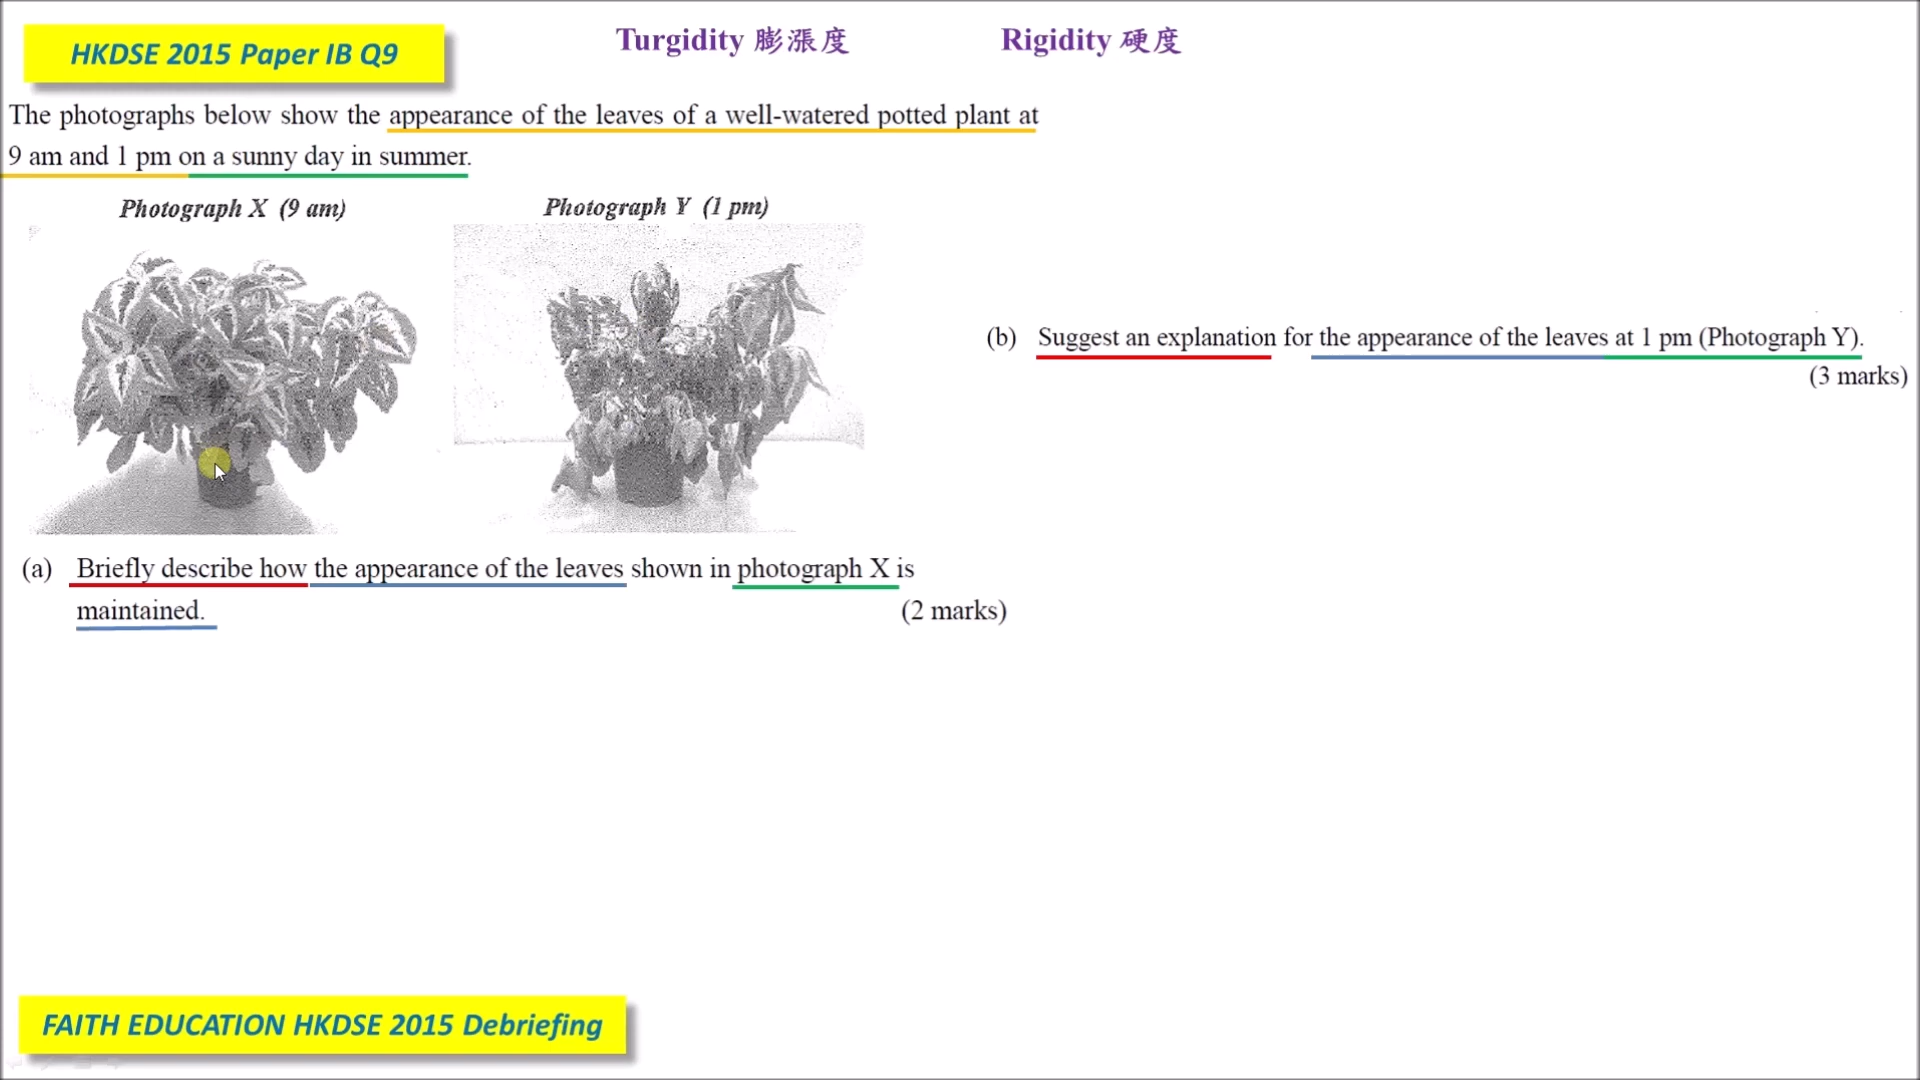 HKDSE 2015 Paper IB Q9
Turgidity 膨漲度
Rigidity 硬度
The photographs below show the appearance of the leaves of a well-watered potted plant at
9 am and 1 pm on a sunny day in summer.
Photograph X (9 am)
Photograph Y (1 pm)
(a) Briefly describe how the appearance of the leaves shown in photograph X is
maintained.
(2 marks)
(b) Suggest an explanation for the appearance of the leaves at 1 pm (Photograph Y).
(3 marks)
FAITH EDUCATION HKDSE 2015 Debriefing